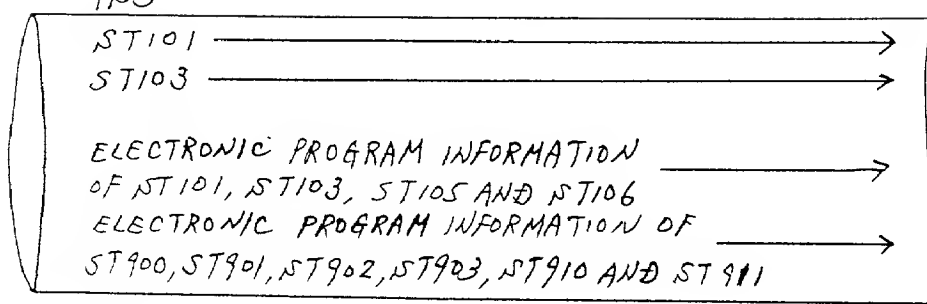 ST101
ST103
ELECTRONIC PROGRAM INFORMATION
OF ST101, ST103, ST105 AND ST106
ELECTRONIC PROGRAM INFORMATION OF
ST900, ST901, ST902, ST903, ST910 AND ST911